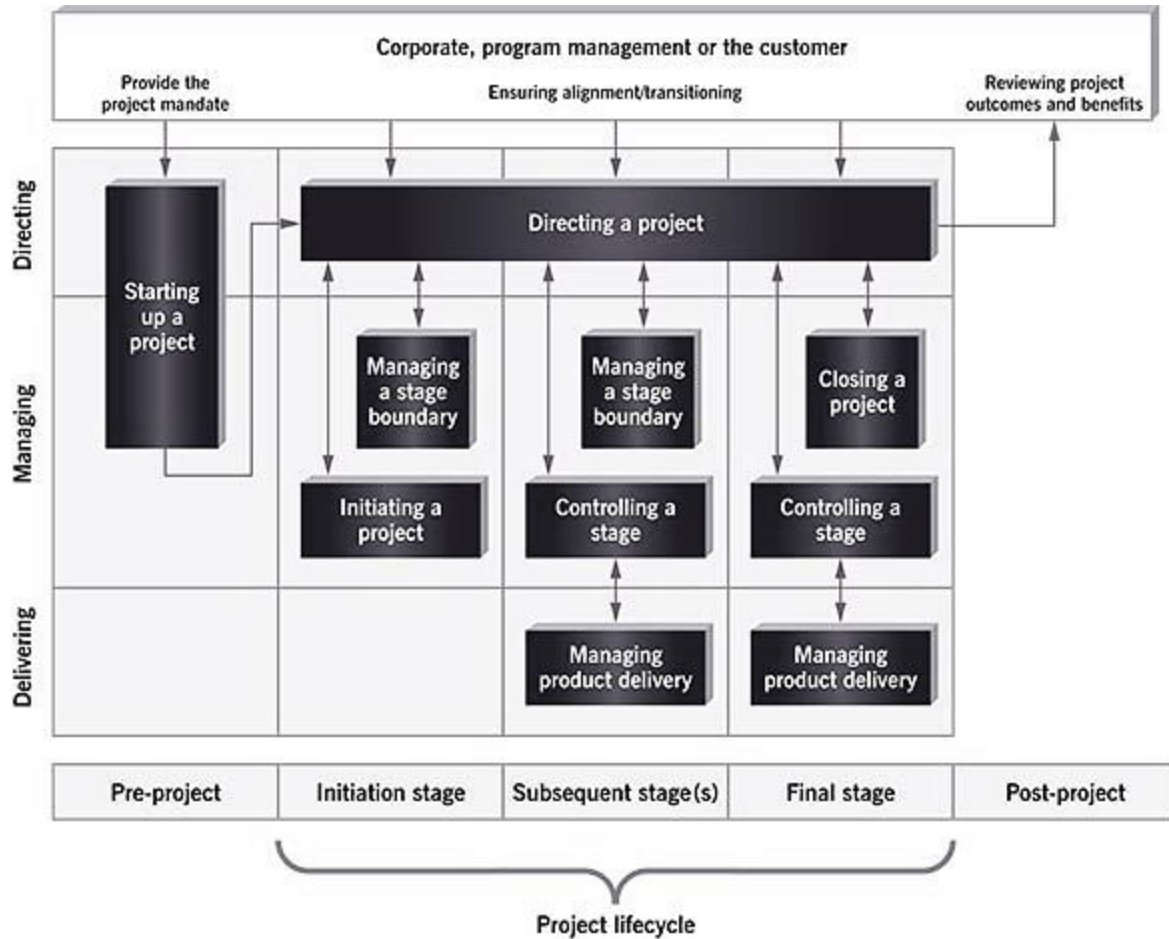 Corporate, program management or the customer
Provide the
project mandate
Ensuring alignment/transitioning
Reviewing project
outcomes and benefits
Directing
Directing a project
Starting
up a
project
Managing
Managing
a stage
boundary
Managing
a stage
boundary
Closing a
project
Initiating a
project
Controlling a
stage
Controlling a
stage
Delivering
Managing
product delivery
Managing
product delivery
Pre-project
Initiation stage
Subsequent stage(s)
Final stage
Post-project
Project lifecycle